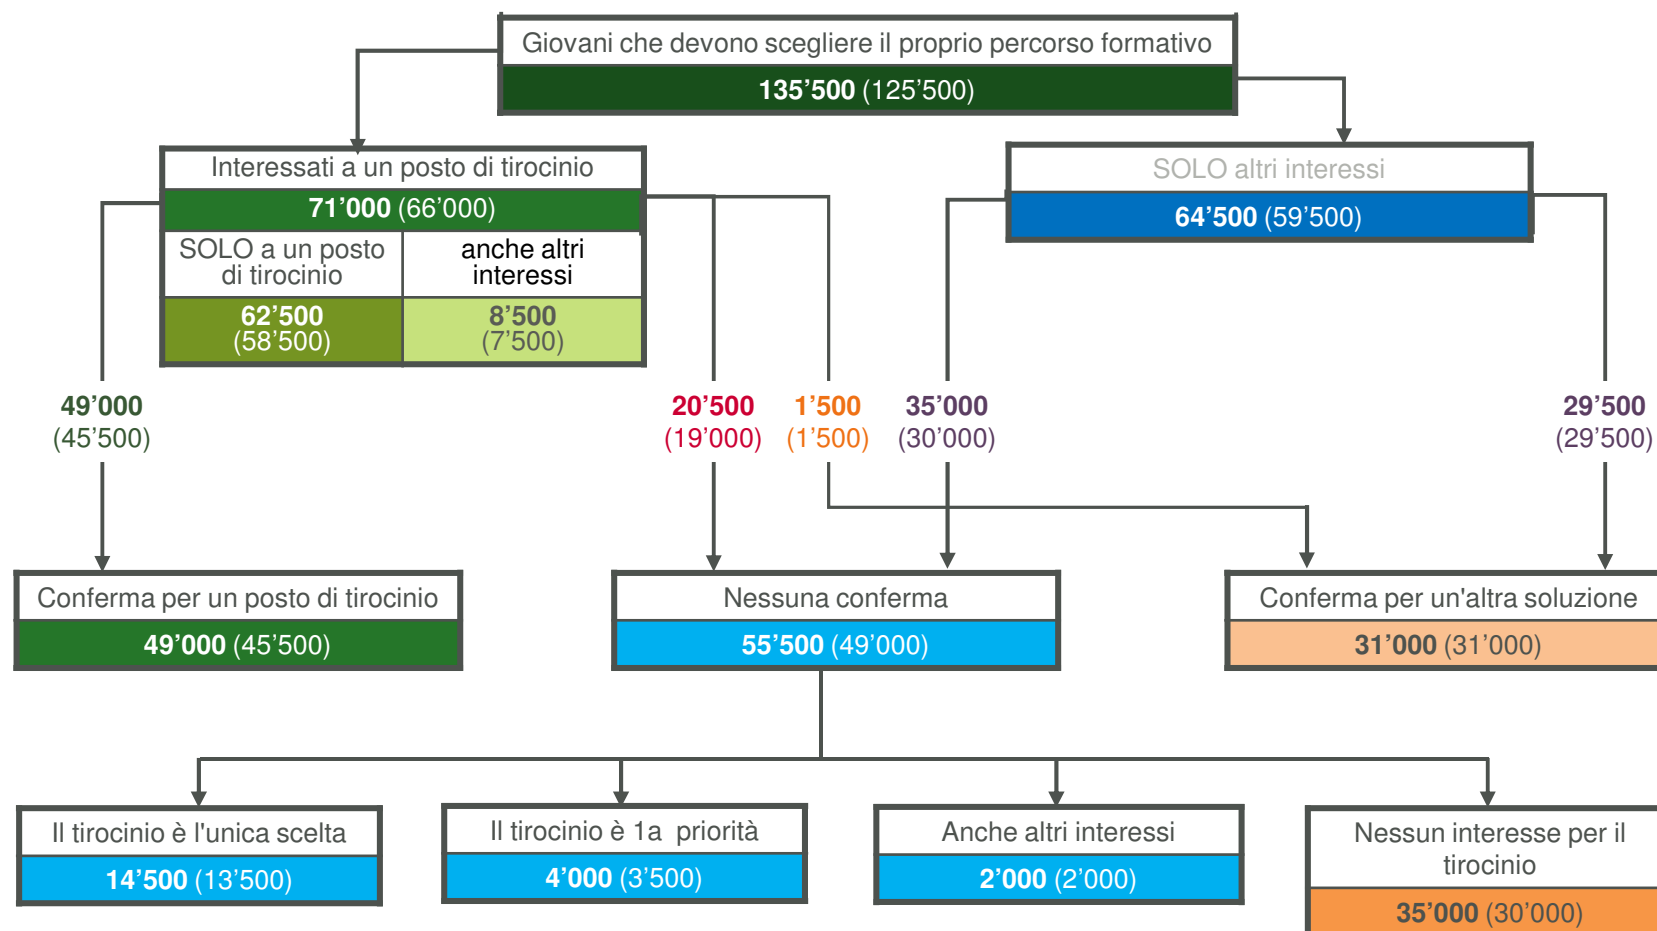 Giovani che devono scegliere il proprio percorso formativo
135’500 (125’500)
Interessati a un posto di tirocinio
71’000 (66’000)
SOLO a un posto
di tirocinio
anche altri
interessi
62’500
(58’500)
8’500
(7’500)
SOLO altri interessi
64’500 (59’500)
49’000
(45’500)
20’500
(19’000)
1’500
(1’500)
35’000
(30’000)
29’500
(29’500)
Conferma per un posto di tirocinio
49’000 (45’500)
Nessuna conferma
55’500 (49’000)
Conferma per un'altra soluzione
31’000 (31’000)
Il tirocinio è l'unica scelta
14’500 (13’500)
Il tirocinio è 1a priorità
4’000 (3’500)
Anche altri interessi
2’000 (2’000)
Nessun interesse per il
tirocinio
35’000 (30’000)